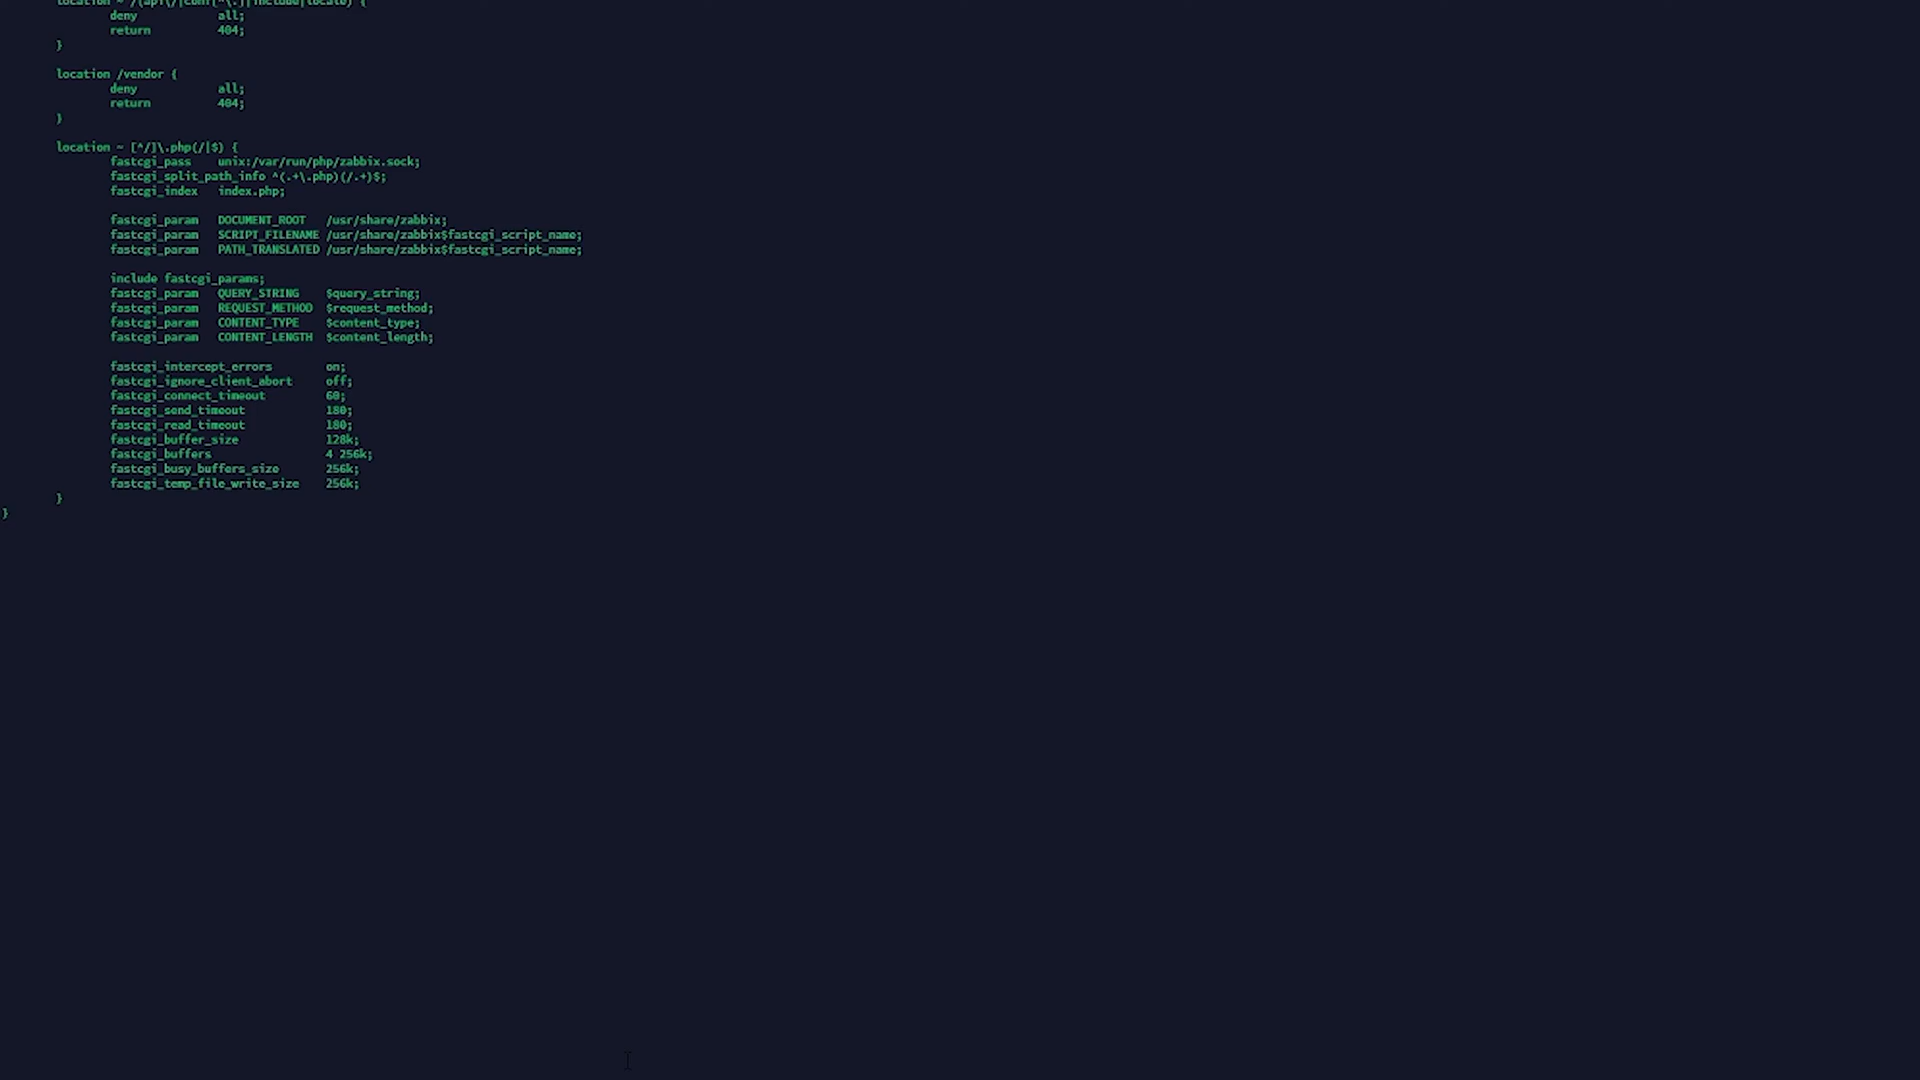 location ~ /(api\/|conf[^\.]|include|locale) {
deny all;
return 404;
}
location /vendor {
deny all;
return 404;
}
location ~ [^/]\.php(/|$) {
fastcgi_pass unix:/var/run/php/zabbix.sock;
fastcgi_split_path_info ^(.+\.php)(/.+)$;
fastcgi_index index.php;
fastcgi_param DOCUMENT_ROOT /usr/share/zabbix;
fastcgi_param SCRIPT_FILENAME /usr/share/zabbix$fastcgi_script_name;
fastcgi_param PATH_TRANSLATED /usr/share/zabbix$fastcgi_script_name;
include fastcgi_params;
fastcgi_param QUERY_STRING $query_string;
fastcgi_param REQUEST_METHOD $request_method;
fastcgi_param CONTENT_TYPE $content_type;
fastcgi_param CONTENT_LENGTH $content_length;
fastcgi_intercept_errors on;
fastcgi_ignore_client_abort off;
fastcgi_connect_timeout 60;
fastcgi_send_timeout 180;
fastcgi_read_timeout 180;
fastcgi_buffer_size 128k;
fastcgi_buffers 4 256k;
fastcgi_busy_buffers_size 256k;
fastcgi_temp_file_write_size 256k;
}
}